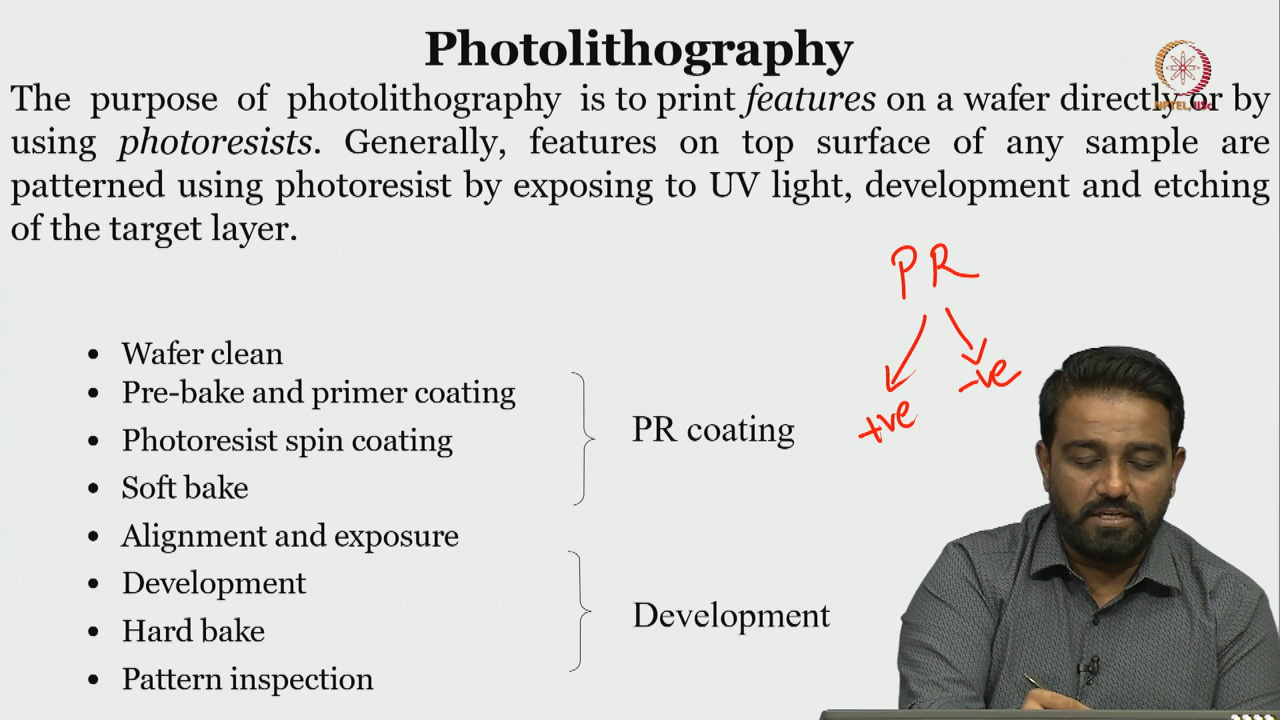 Photolithography
The purpose of photolithography is to print features on a wafer directly or by
using photoresists. Generally, features on top surface of any sample are
patterned using photoresist by exposing to UV light, development and etching
of the target layer.
PR
+ve
-ve
• Wafer clean
• Pre-bake and primer coating
• Photoresist spin coating
• Soft bake
PR coating
• Alignment and exposure
• Development
• Hard bake
• Pattern inspection
Development
NPTEL, IISc